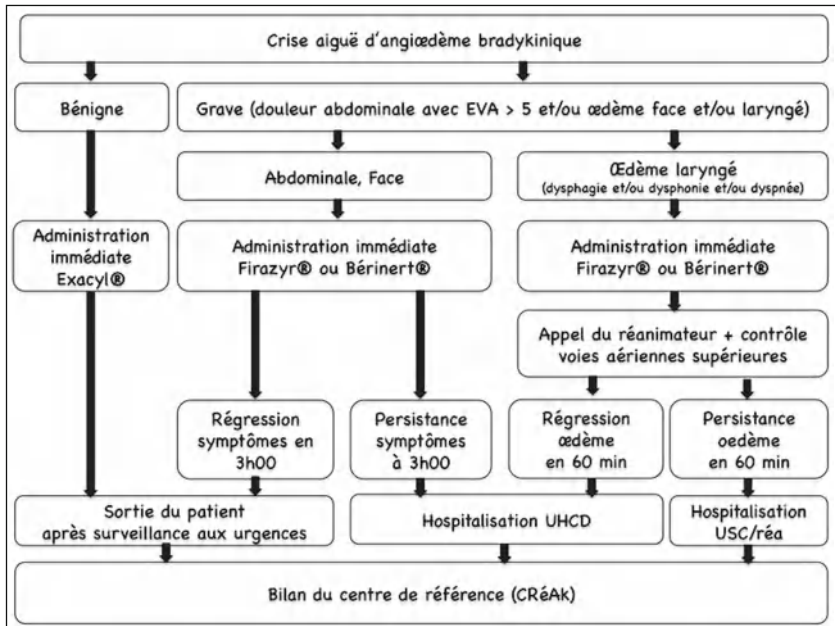 Crise aiguë d'angiœdème bradykinique
Bénigne
Grave (douleur abdominale avec EVA > 5 et/ou œdème face et/ou laryngé)
Abdominale, Face
Œdème laryngé
(dysphagie et/ou dysphonie et/ou dyspnée)
Administration
immédiate
Exacyl®
Administration immédiate
Firazyr® ou Bérinert®
Administration immédiate
Firazyr® ou Bérinert®
Appel du réanimateur + contrôle
voies aériennes supérieures
Régression
symptômes en
3h00
Persistance
symptômes
à 3h00
Régression
œdème
en 60 min
Persistance
oedème
en 60 min
Sortie du patient
après surveillance aux urgences
Hospitalisation UHCD
Hospitalisation
USC/réa
Bilan du centre de référence (CRéAk)